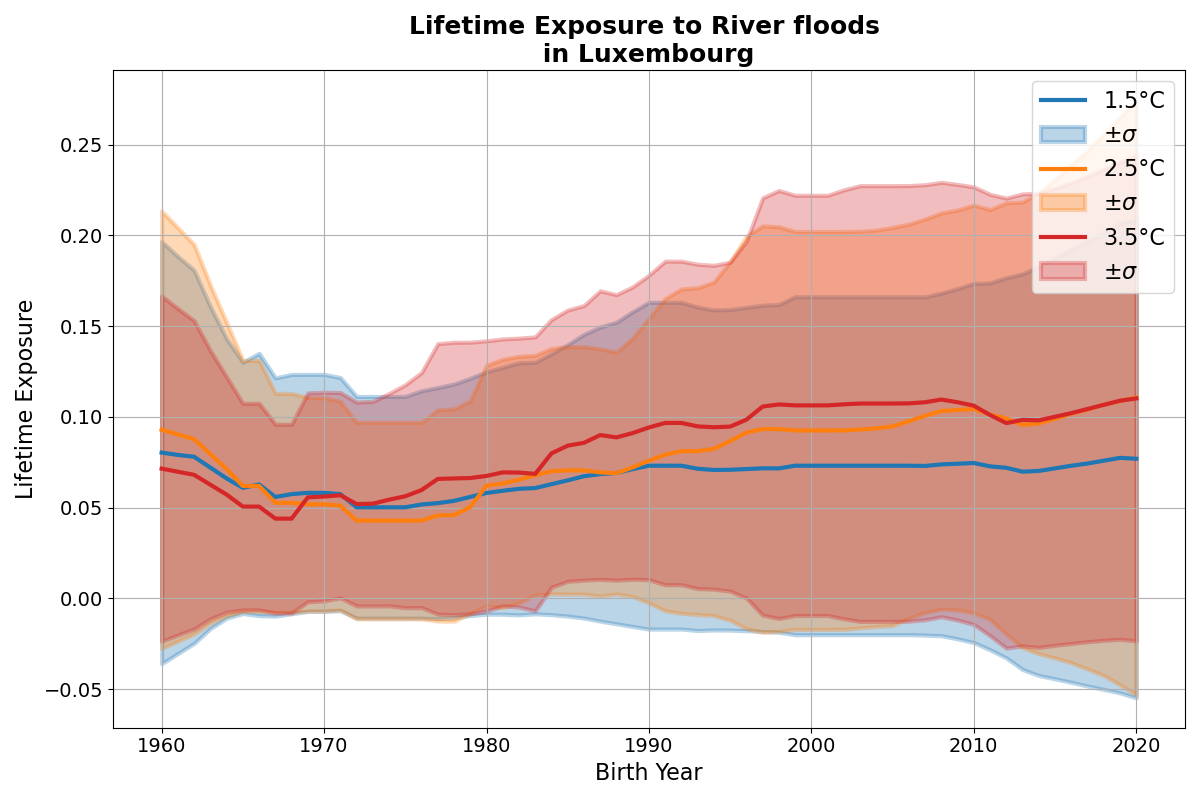 Lifetime Exposure to River floods
in Luxembourg
Lifetime Exposure
0.25
0.20
0.15
0.10
0.05
0.00
−0.05
1960
1970
1980
1990
2000
2010
2020
Birth Year
1.5°C
±σ
2.5°C
±σ
3.5°C
±σ